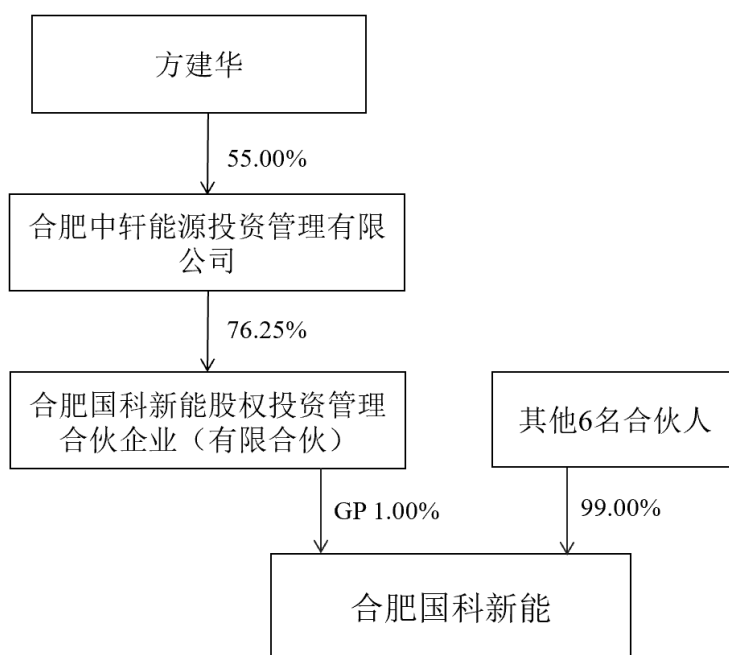 方建华
55.00%
合肥中轩能源投资管理有限
公司
76.25%
合肥国科新能股权投资管理
合伙企业（有限合伙）
其他6名合伙人
GP 1.00%
99.00%
合肥国科新能